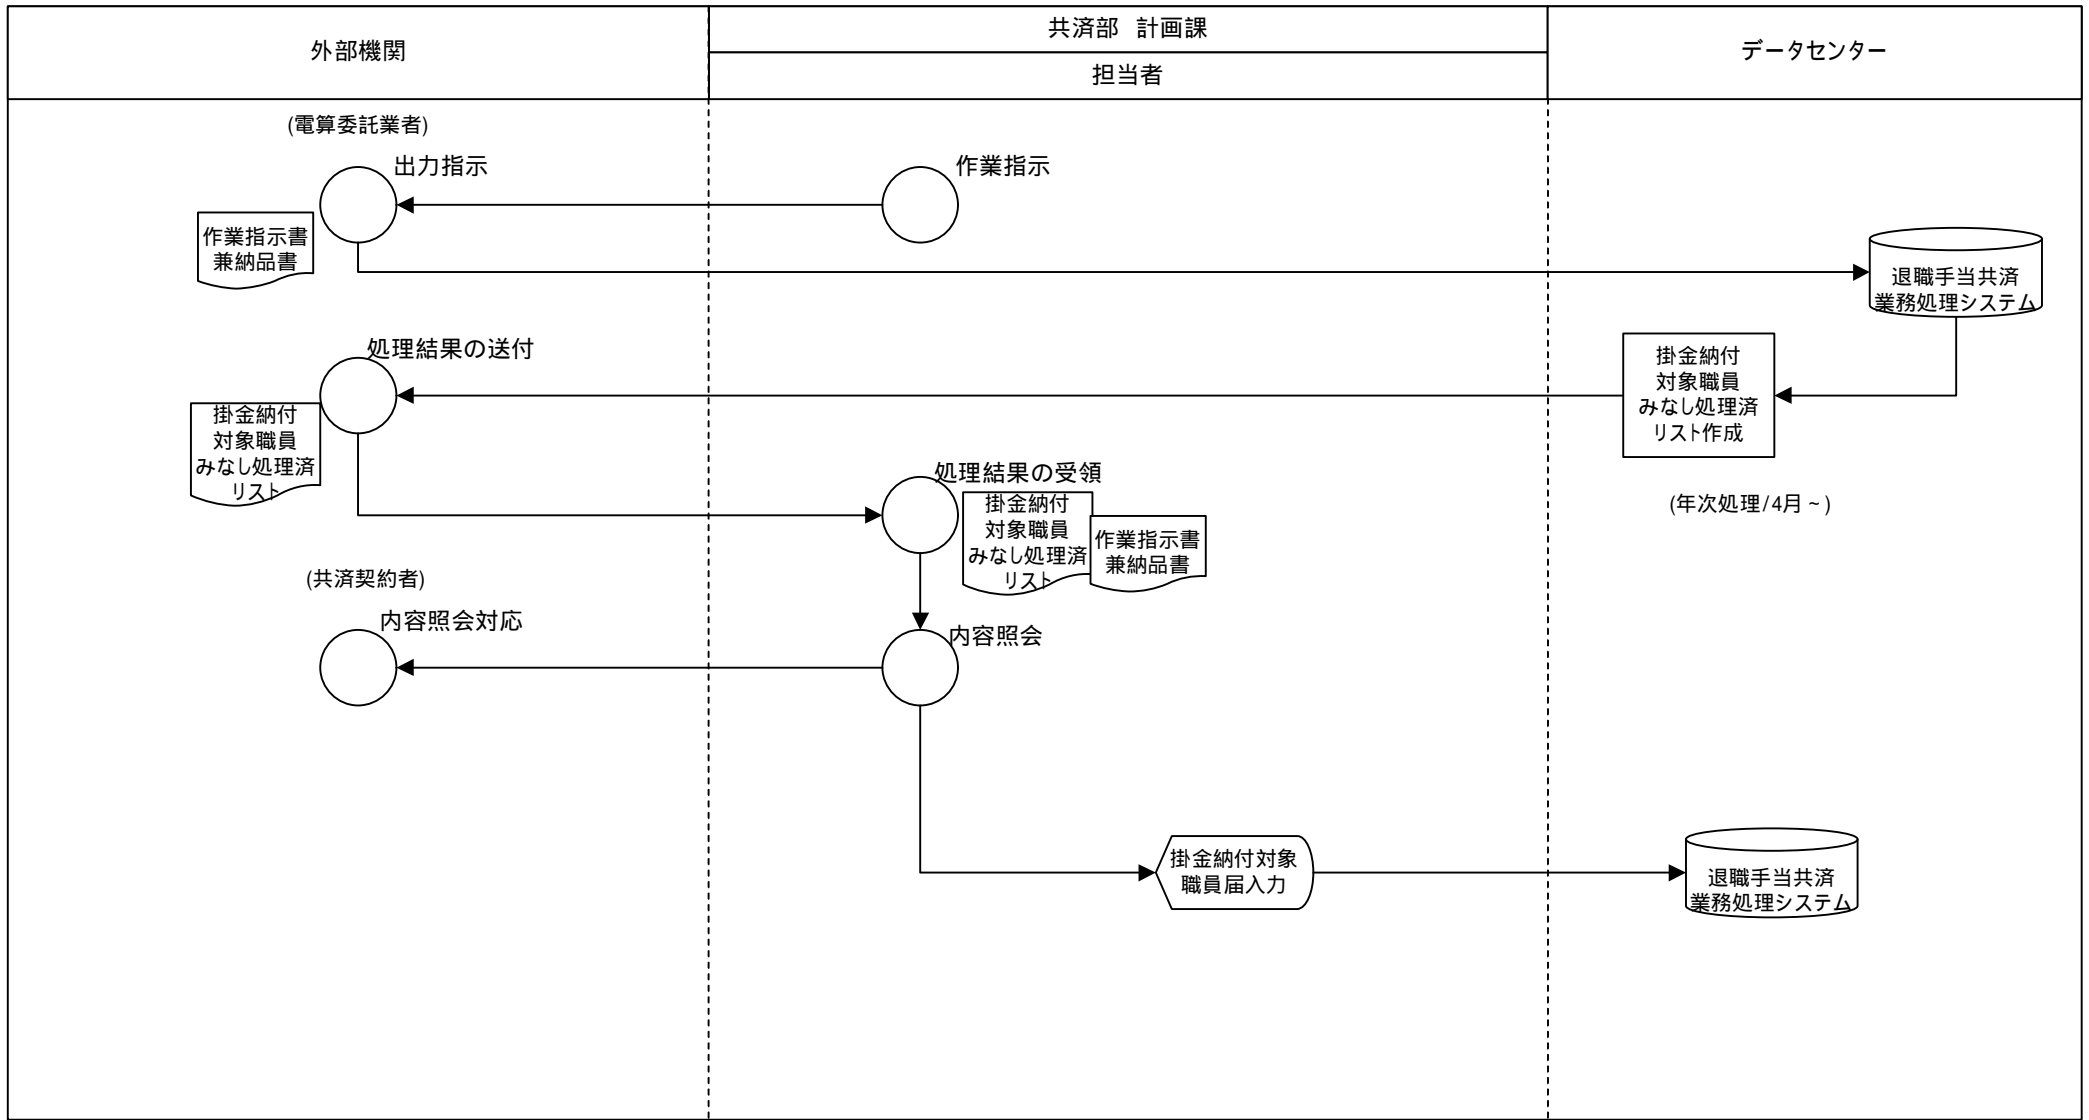 外部機関
共済部 計画課
担当者
データセンター
(電算委託業者)
出力指示
作業指示
作業指示書
兼納品書
退職手当共済
業務処理システム
処理結果の送付
掛金納付
対象職員
みなし処理済
リスト作成
掛金納付
対象職員
みなし処理済
リスト
処理結果の受領
掛金納付
対象職員
みなし処理済
リスト
作業指示書
兼納品書
(年次処理/4月~)
(共済契約者)
内容照会対応
内容照会
掛金納付対象
職員届入力
退職手当共済
業務処理システム